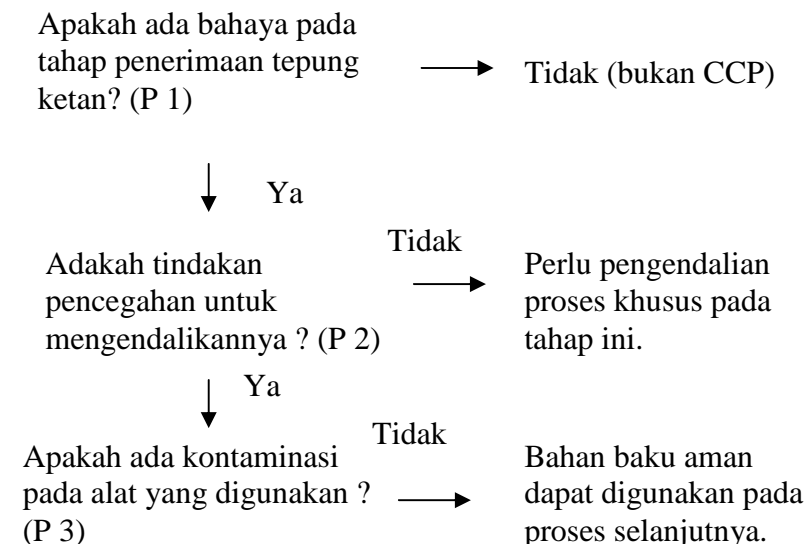 Apakah ada bahaya pada
tahap penerimaan tepung
ketan? (P 1)
Tidak (bukan CCP)
Ya
Adakah tindakan
pencegahan untuk
mengendalikannya ? (P 2)
Tidak
Perlu pengendalian
proses khusus pada
tahap ini.
Ya
Apakah ada kontaminasi
pada alat yang digunakan ?
(P 3)
Tidak
Bahan baku aman
dapat digunakan pada
proses selanjutnya.